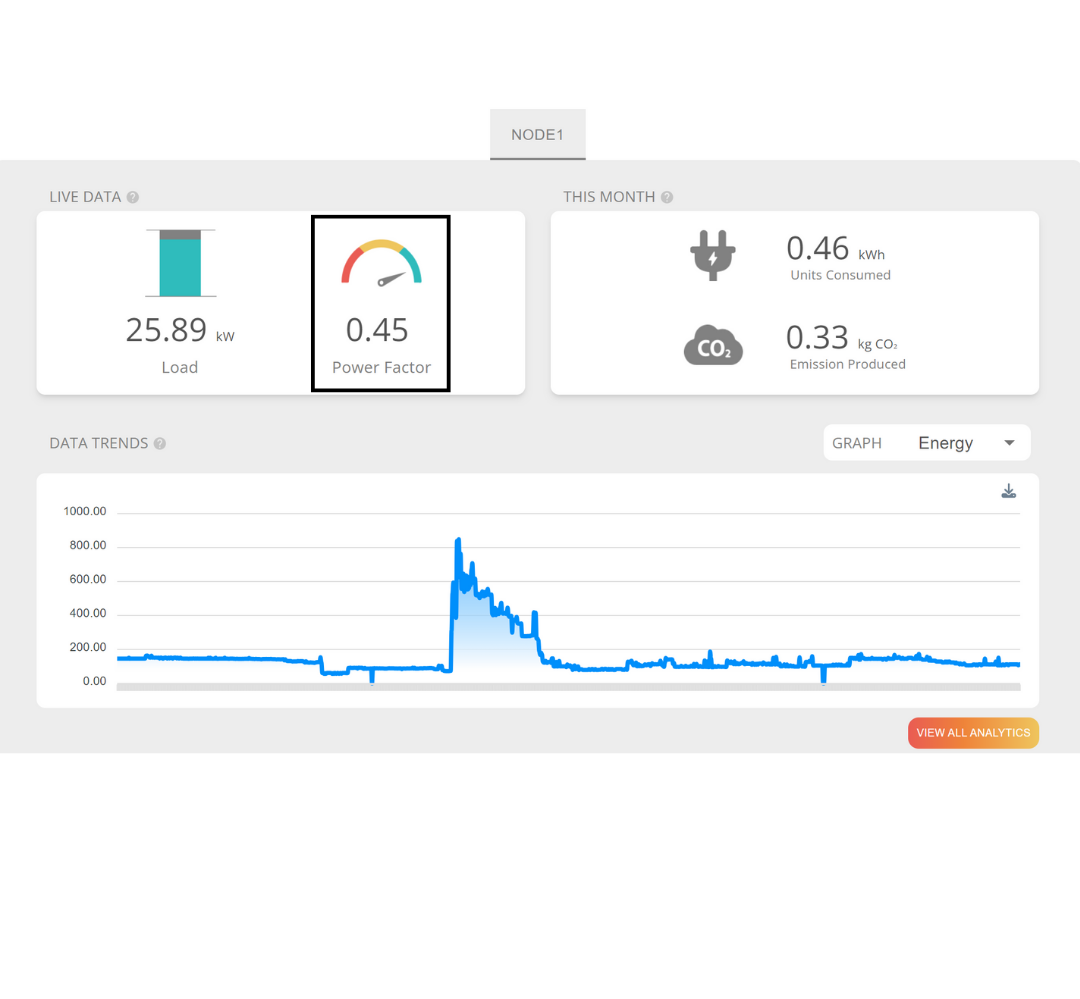 NODE1
LIVE DATA ?
THIS MONTH ?
25.89 kW
Load
0.45
Power Factor
0.46 kWh
Units Consumed
CO₂
0.33 kg CO₂
Emission Produced
DATA TRENDS ?
GRAPH Energy
1000.00
800.00
600.00
400.00
200.00
0.00
VIEW ALL ANALYTICS